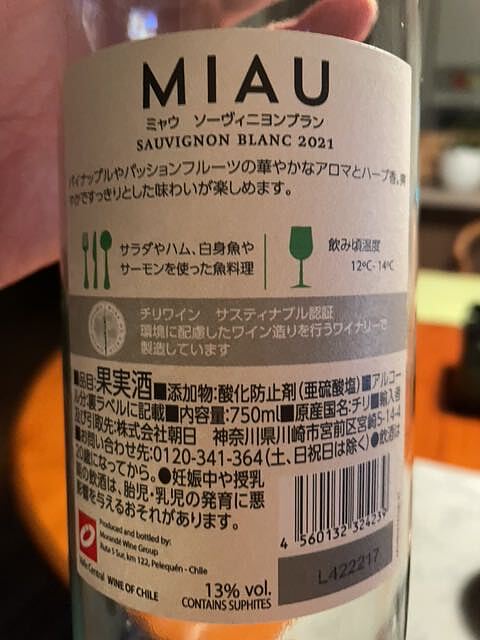 MIAU
ミャウ ソーヴィニヨンブラン
SAUVIGNON BLANC 2021
パイナップルやパッションフルーツの華やかなアロマとハーブ香。爽
やかですっきりとした味わいが楽しめます。
サラダやハム、白身魚や
サーモンを使った魚料理
飲み頃温度
12ºC-14ºC
チリワイン サスティナブル認証
環境に配慮したワイン造りを行うワイナリーで
製造しています
■品目:果実酒■添加物:酸化防止剤(亜硫酸塩)■アルコー
ル分:裏ラベルに記載■内容量:750ml■原産国名:チリ■輸入者
及び引取先:株式会社朝日 神奈川県川崎市宮前区宮崎5-14-4
■お問い合わせ先:0120-341-364(土、日祝日は除く)●飲酒は
20歳になってから。●妊娠中や授乳
期の飲酒は、胎児・乳児の発育に悪
影響を与えるおそれがあります。
4 560132 324239
Produced and bottled by:
Morandé Wine Group
Ruta 5 Sur, km 122, Pelequén - Chile
Valle Central WINE OF CHILE
13% vol.
CONTAINS SUPHITES
L422217